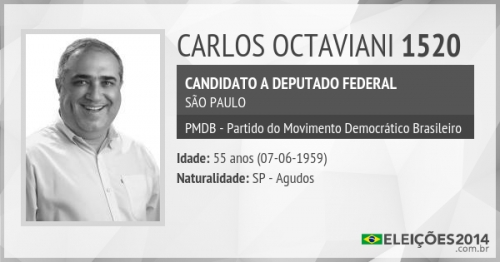 CARLOS OCTAVIANI 1520
CANDIDATO A DEPUTADO FEDERAL
SÃO PAULO
PMDB - Partido do Movimento Democrático Brasileiro
Idade: 55 anos (07-06-1959)
Naturalidade: SP - Agudos
ELEIÇÕES2014
.com.br